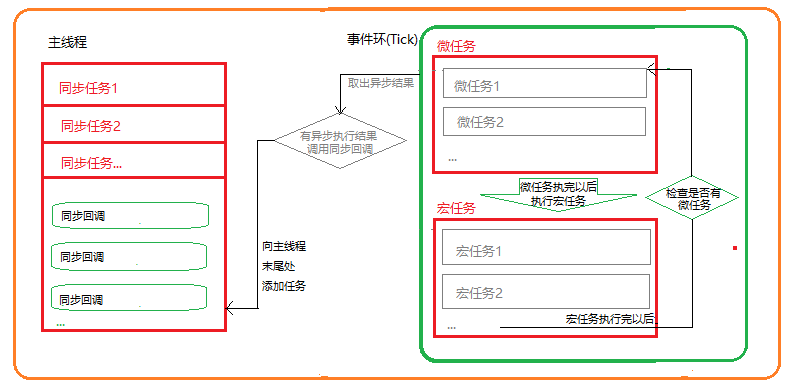 主线程
同步任务1
同步任务2
同步任务...
同步回调
同步回调
同步回调
...
向主线程
末尾处
添加任务
事件环(Tick)
取出异步结果
有异步执行结果
调用同步回调
微任务
微任务1
微任务2
...
微任务执完以后
执行宏任务
检查是否有
微任务
宏任务
宏任务1
宏任务2
...
宏任务执行完以后